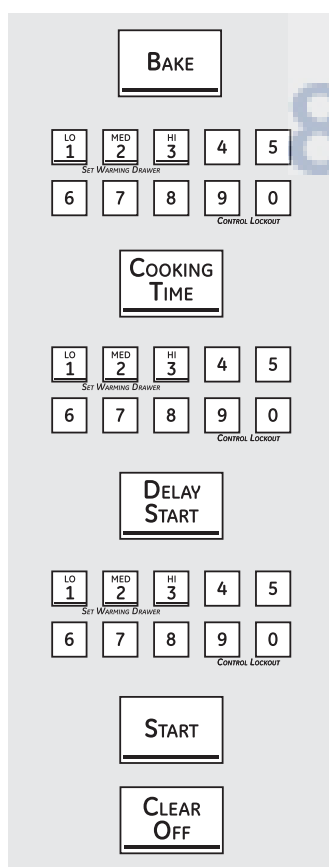 BAKE
8
LO MED HI
1 2 3 4 5
SET WARMING DRAWER
6 7 8 9 0
CONTROL LOCKOUT
COOKING
TIME
LO MED HI
1 2 3 4 5
SET WARMING DRAWER
6 7 8 9 0
CONTROL LOCKOUT
DELAY
START
LO MED HI
1 2 3 4 5
SET WARMING DRAWER
6 7 8 9 0
CONTROL LOCKOUT
START
CLEAR
OFF